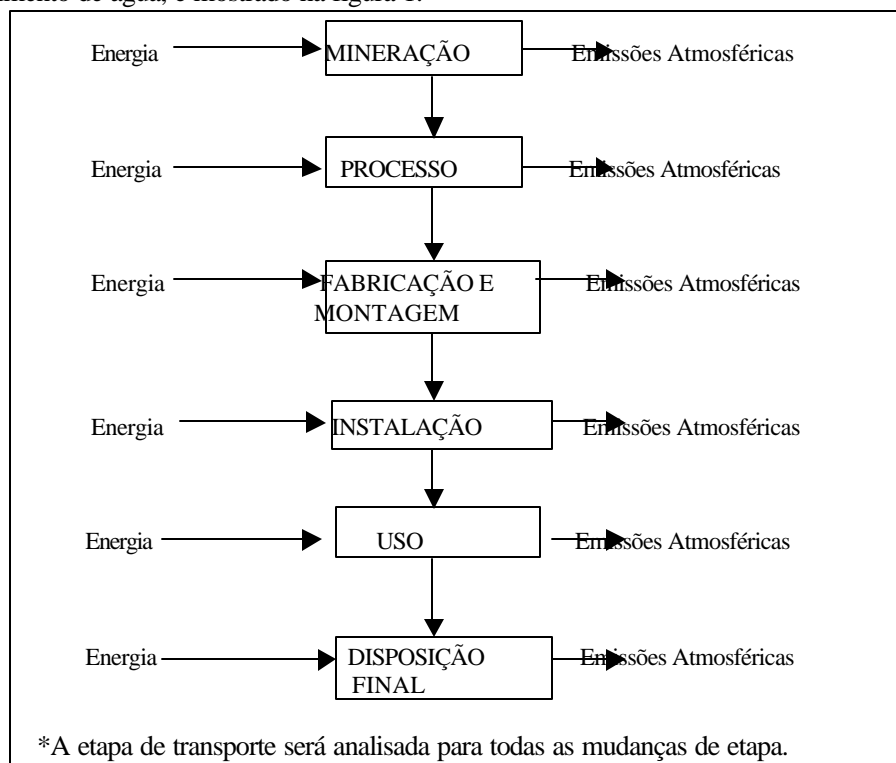 mento de água, é mostrado na figura 1.
Energia MINERAÇÃO Emissões Atmosféricas
Energia PROCESSO Emissões Atmosféricas
Energia FABRICAÇÃO E Emissões Atmosféricas
MONTAGEM
Energia INSTALAÇÃO Emissões Atmosféricas
Energia USO Emissões Atmosféricas
Energia DISPOSIÇÃO Emissões Atmosféricas
FINAL
*A etapa de transporte será analisada para todas as mudanças de etapa.